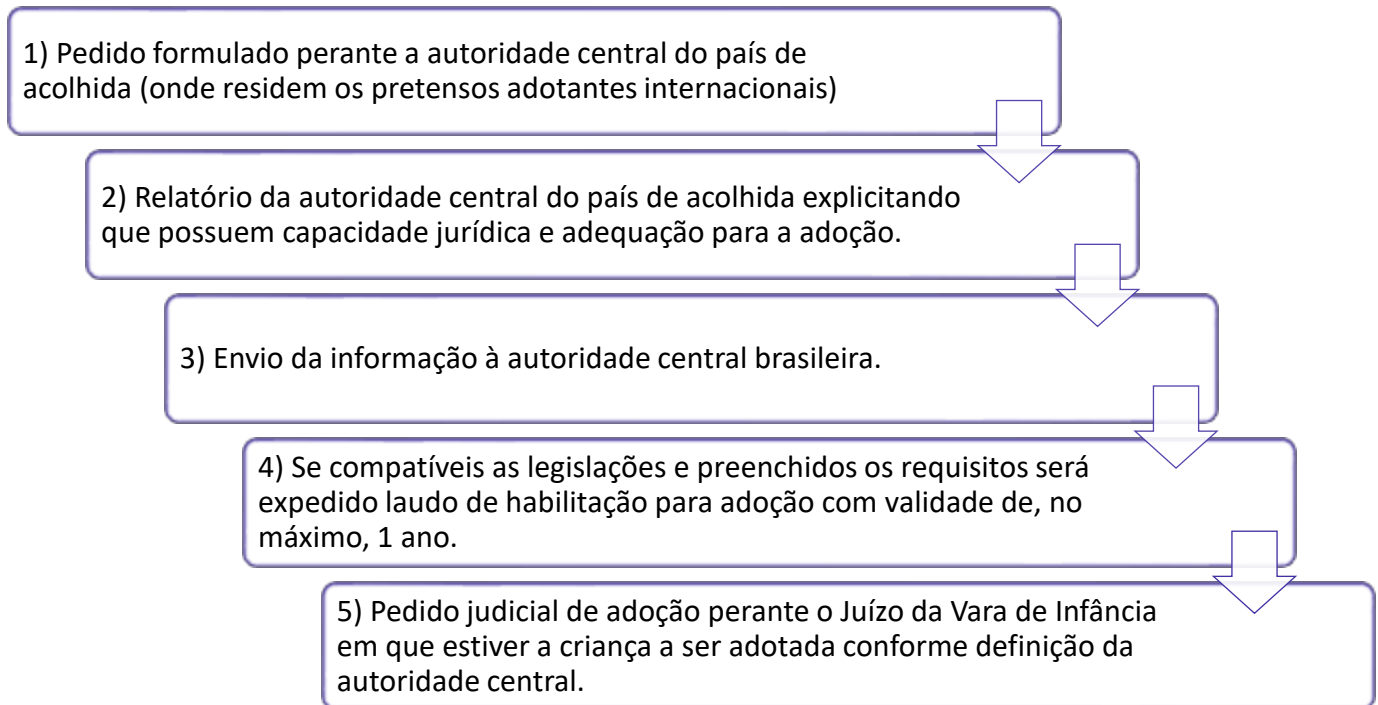 1) Pedido formulado perante a autoridade central do país de
acolhida (onde residem os pretensos adotantes internacionais)
2) Relatório da autoridade central do país de acolhida explicitando
que possuem capacidade jurídica e adequação para a adoção.
3) Envio da informação à autoridade central brasileira.
4) Se compatíveis as legislações e preenchidos os requisitos será
expedido laudo de habilitação para adoção com validade de, no
máximo, 1 ano.
5) Pedido judicial de adoção perante o Juízo da Vara de Infância
em que estiver a criança a ser adotada conforme definição da
autoridade central.